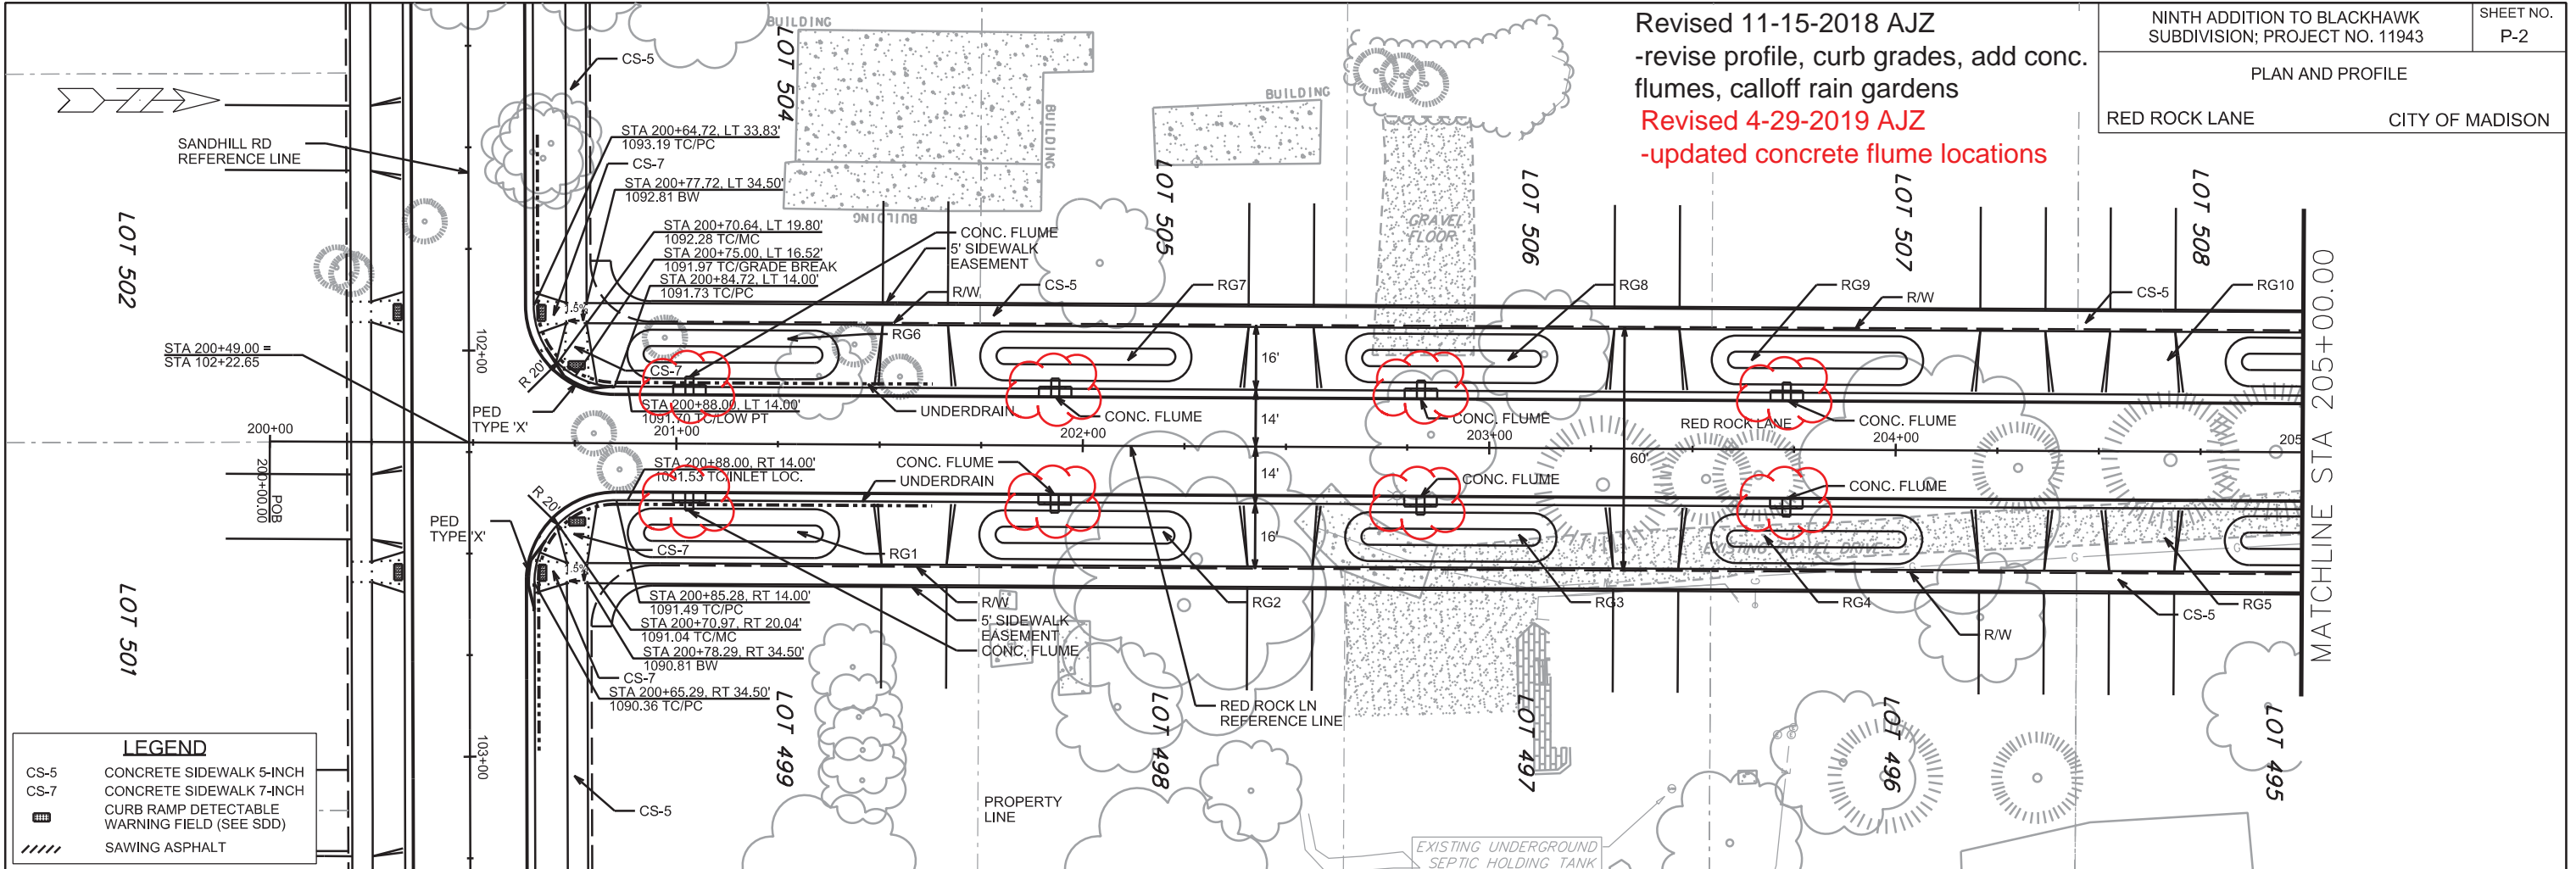 Revised 11-15-2018 AJZ
-revise profile, curb grades, add conc.
flumes, calloff rain gardens
Revised 4-29-2019 AJZ
-updated concrete flume locations
NINTH ADDITION TO BLACKHAWK
SUBDIVISION; PROJECT NO. 11943
SHEET NO.
P-2
PLAN AND PROFILE
RED ROCK LANE
CITY OF MADISON
BUILDING
LOT 504
CS-5
BUILDING
BUILDING
BUILDING
SANDHILL RD
REFERENCE LINE
STA 200+64.72, LT 33.83'
1093.19 TC/PC
CS-7
STA 200+77.72, LT 34.50'
1092.81 BW
STA 200+70.64, LT 19.80'
1092.28 TC/MC
STA 200+75.00, LT 16.52'
1091.97 TC/GRADE BREAK
STA 200+84.72, LT 14.00'
1091.73 TC/PC
CONC. FLUME
5' SIDEWALK
EASEMENT
R/W
CS-5
LOT 505
RG7
GRAVEL
FLOOR
LOT 506
RG8
LOT 507
RG9
R/W
LOT 508
CS-5
RG10
LOT 502
1.5%
RG6
102+00
STA 200+49.00 =
STA 102+22.65
R 20'
CS-7
16'
PED
TYPE 'X'
STA 200+88.00, LT 14.00'
1091.70 TC/LOW PT
UNDERDRAIN
CONC. FLUME
14'
CONC. FLUME
RED ROCK LANE
CONC. FLUME
200+00
201+00
202+00
203+00
204+00
205
MATCHLINE STA 205+00.00
200+00.00
POB
STA 200+88.00, RT 14.00'
1091.53 TC/INLET LOC.
CONC. FLUME
UNDERDRAIN
14'
CONC. FLUME
60'
CONC. FLUME
R 20'
PED
TYPE 'X'
CS-7
RG1
16'
EXISTING GRAVEL DRIVE
G
G
G
1.5%
STA 200+85.28, RT 14.00'
1091.49 TC/PC
STA 200+70.97, RT 20.04'
1091.04 TC/MC
STA 200+78.29, RT 34.50'
1090.81 BW
CS-7
STA 200+65.29, RT 34.50'
1090.36 TC/PC
R/W
5' SIDEWALK
EASEMENT
CONC. FLUME
RG2
RG3
RG4
R/W
CS-5
RG5
LOT 501
LOT 499
LOT 498
RED ROCK LN
REFERENCE LINE
LOT 497
LOT 496
LOT 495
103+00
CS-5
PROPERTY
LINE
EXISTING UNDERGROUND
SEPTIC HOLDING TANK
LEGEND
CS-5 CONCRETE SIDEWALK 5-INCH
CS-7 CONCRETE SIDEWALK 7-INCH
CURB RAMP DETECTABLE
WARNING FIELD (SEE SDD)
SAWING ASPHALT